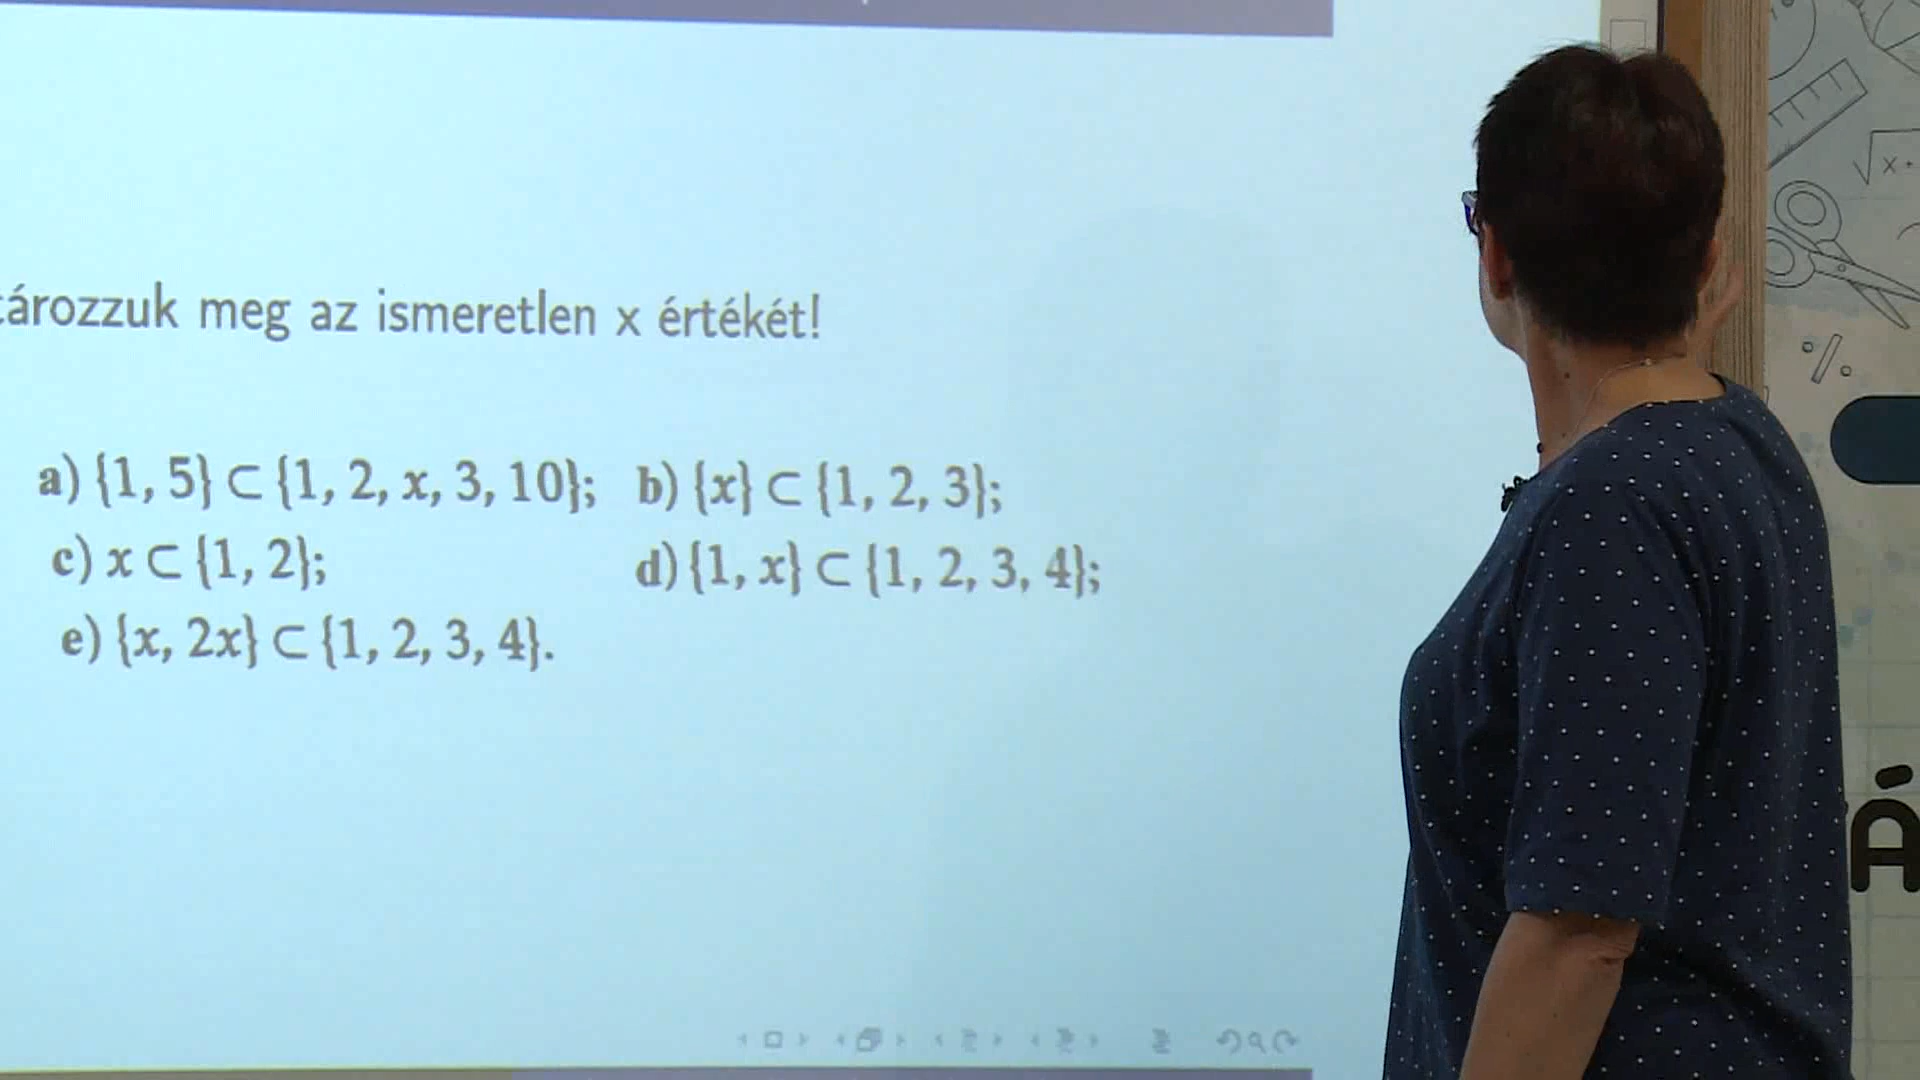 tározzuk meg az ismeretlen x értékét!
a) {1, 5} ⊂ {1, 2, x, 3, 10}; b) {x} ⊂ {1, 2, 3};
c) x ⊂ {1, 2}; d) {1, x} ⊂ {1, 2, 3, 4};
e) {x, 2x} ⊂ {1, 2, 3, 4}.
√x+
%
Á